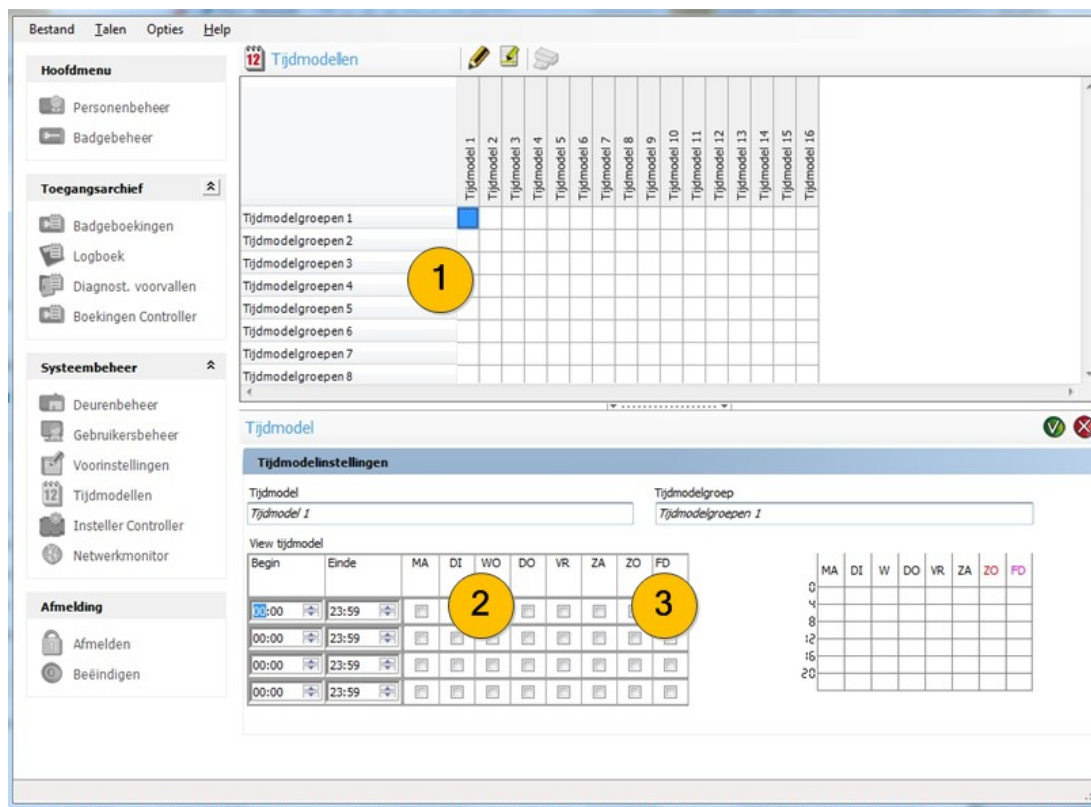 Bestand Talen Opties Help
Hoofdmenu
Personenbeheer
Badgebeheer
Toegangsarchief
Badgeboekingen
Logboek
Diagnost. voorvallen
Boekingen Controller
Systeembeheer
Deurenbeheer
Gebruikersbeheer
Voorinstellingen
12 Tijdmodellen
Insteller Controller
Netwerkmonitor
Afmelding
Afmelden
Beëindigen
12 Tijdmodellen
Tijdmodel 1
Tijdmodel 2
Tijdmodel 3
Tijdmodel 4
Tijdmodel 5
Tijdmodel 6
Tijdmodel 7
Tijdmodel 8
Tijdmodel 9
Tijdmodel 10
Tijdmodel 11
Tijdmodel 12
Tijdmodel 13
Tijdmodel 14
Tijdmodel 15
Tijdmodel 16
Tijdmodelgroepen 1
Tijdmodelgroepen 2
Tijdmodelgroepen 3
Tijdmodelgroepen 4
Tijdmodelgroepen 5
Tijdmodelgroepen 6
Tijdmodelgroepen 7
Tijdmodelgroepen 8
1
Tijdmodel
Tijdmodelinstellingen
Tijdmodel Tijdmodelgroep
Tijdmodel 1 Tijdmodelgroepen 1
View tijdmodel
Begin Einde MA DI WO DO VR ZA ZO FD
00:00 23:59
00:00 23:59
00:00 23:59
00:00 23:59
2
3
MA DI W DO VR ZA ZO FD
0
4
8
12
16
20